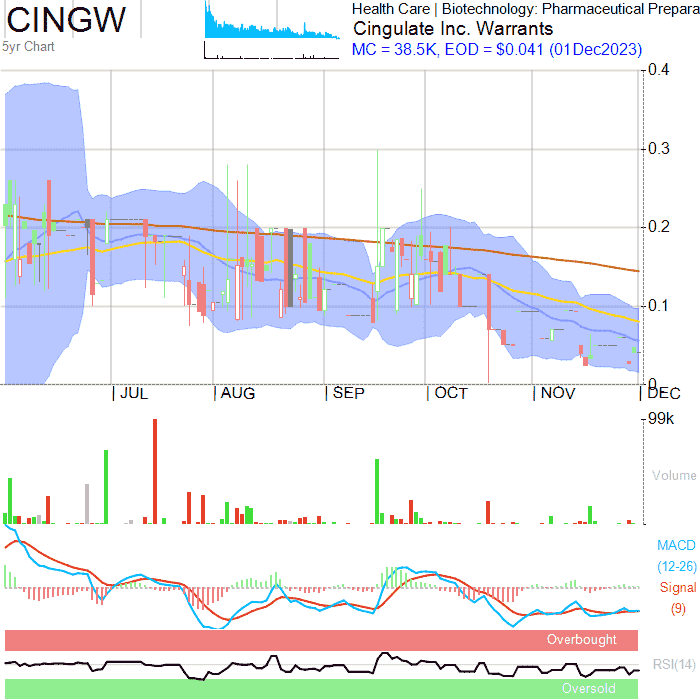 CINGW
5yr Chart
Health Care | Biotechnology: Pharmaceutical Prepara
Cingulate Inc. Warrants
MC = 38.5K, EOD = $0.041 (01Dec2023)
0.4
0.3
0.2
0.1
0
JUL
AUG
SEP
OCT
NOV
DEC
99k
Volume
MACD
(12-26)
Signal
(9)
Overbought
RSI(14)
Oversold